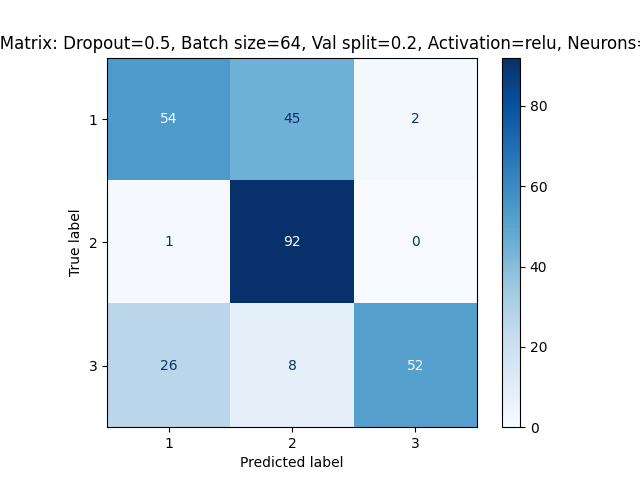 Matrix: Dropout=0.5, Batch size=64, Val split=0.2, Activation=relu, Neurons=
1 54 45 2
2 1 92 0
3 26 8 52
1 2 3
True label
Predicted label
80
60
40
20
0